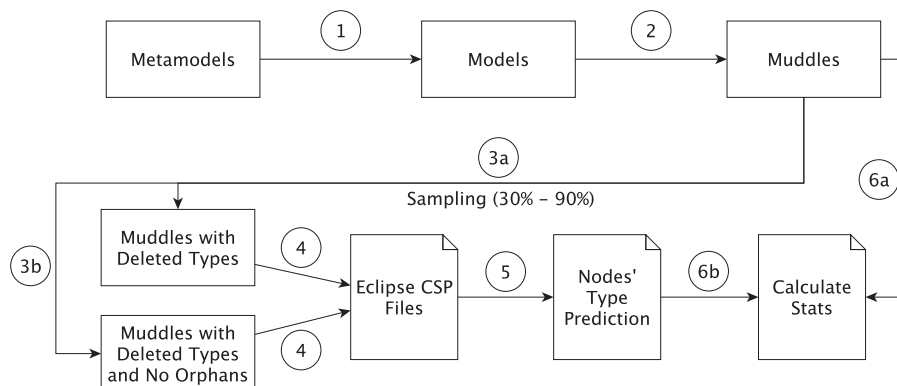 1
2
Metamodels
Models
Muddles
3a
Sampling (30% – 90%)
6a
3b
Muddles with
Deleted Types
4
Eclipse CSP
Files
5
Nodes'
Type
Prediction
6b
Calculate
Stats
Muddles with
Deleted Types
and No Orphans
4